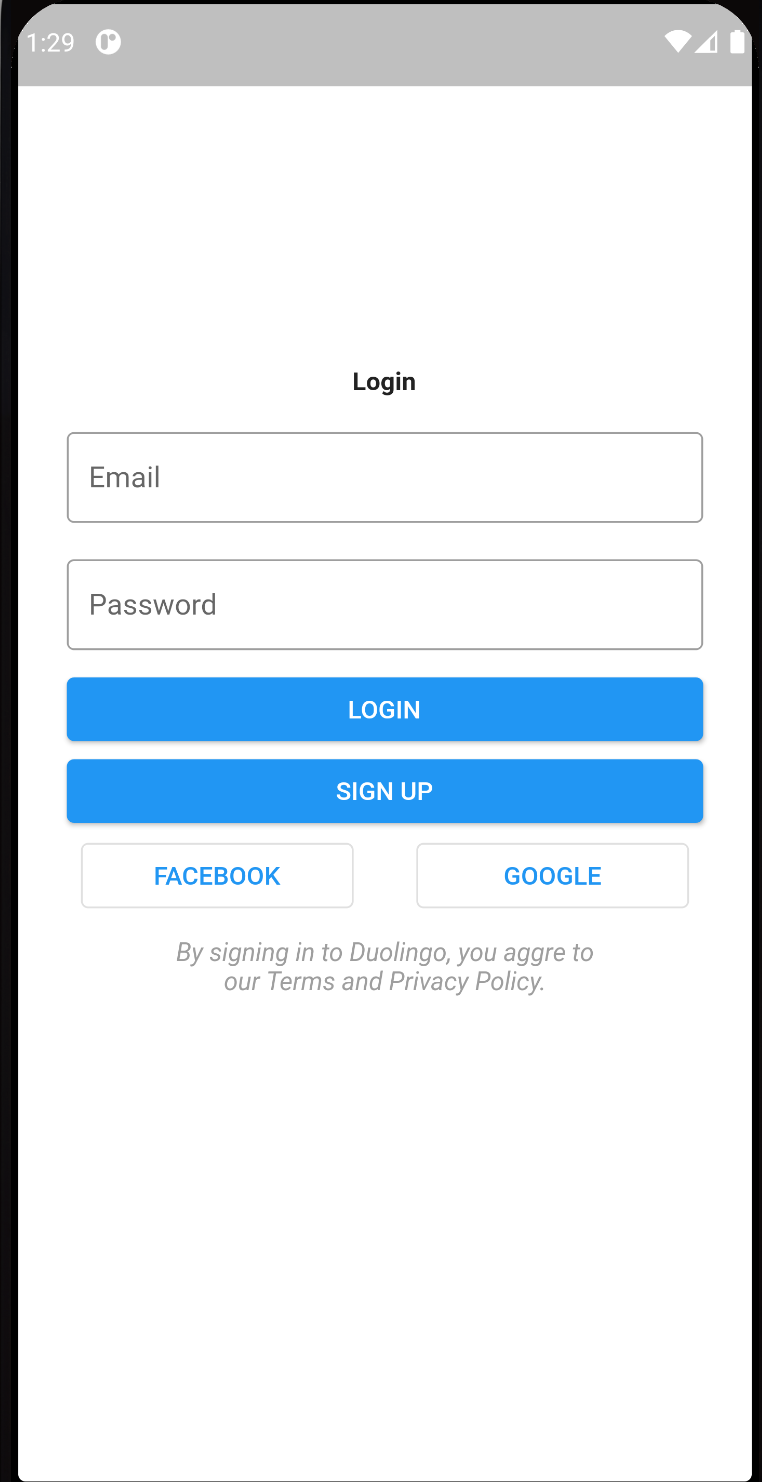 1:29
Login
Email
Password
LOGIN
SIGN UP
FACEBOOK
GOOGLE
By signing in to Duolingo, you aggre to
our Terms and Privacy Policy.